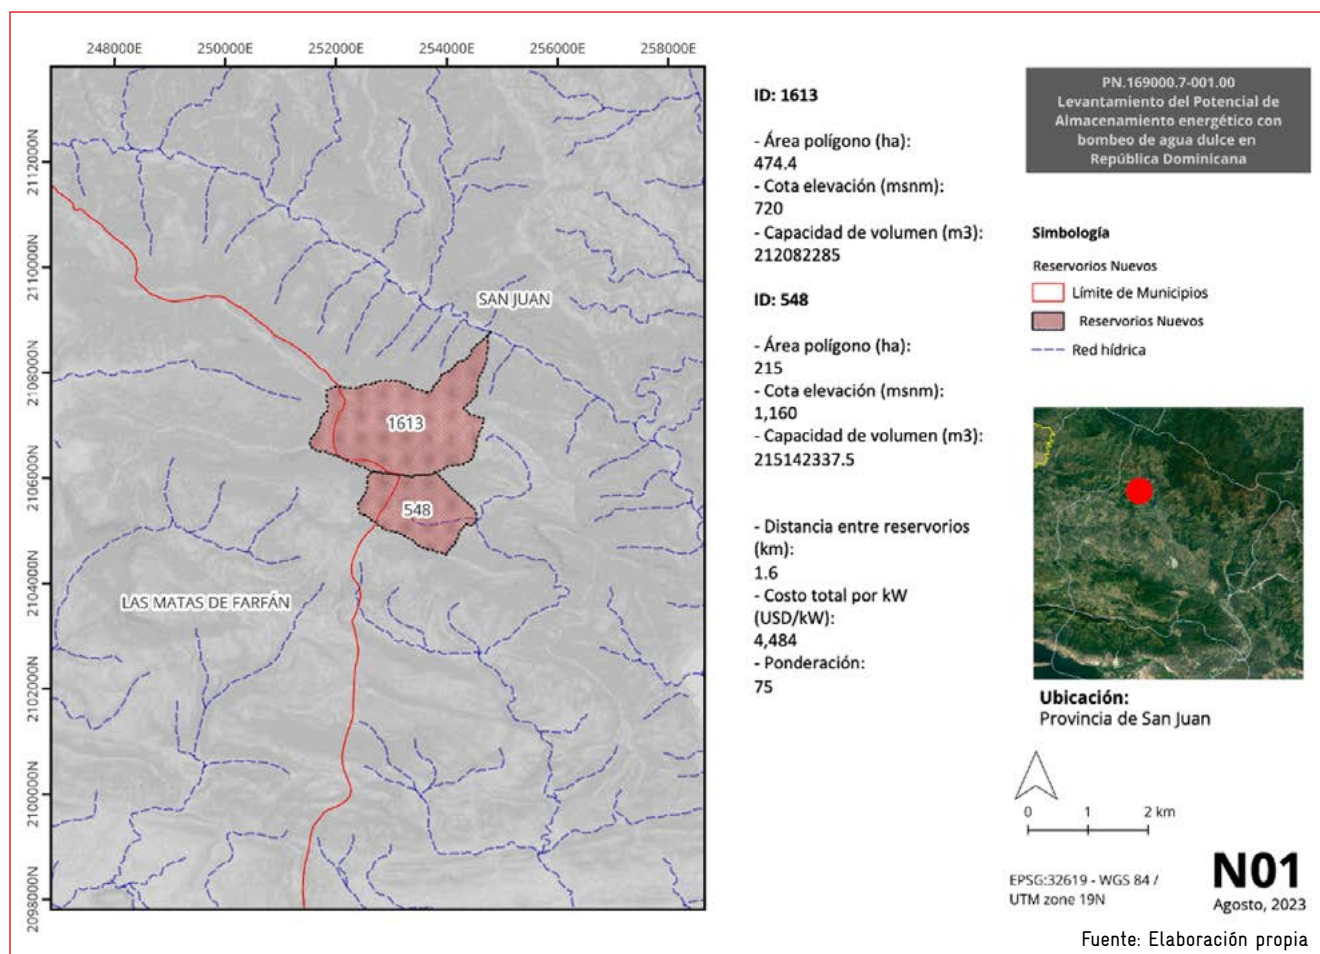 248000E 250000E 252000E 254000E 256000E 258000E
2112000N
2110000N
2108000N
2106000N
2104000N
2102000N
2100000N
2098000N
SAN JUAN
1613
548
LAS MATAS DE FARFÁN
ID: 1613
- Área polígono (ha):
474.4
- Cota elevación (msnm):
720
- Capacidad de volumen (m3):
212082285
ID: 548
- Área polígono (ha):
215
- Cota elevación (msnm):
1,160
- Capacidad de volumen (m3):
215142337.5
- Distancia entre reservorios
(km):
1.6
- Costo total por kW
(USD/kW):
4,484
- Ponderación:
75
PN.169000.7-001.00
Levantamiento del Potencial de
Almacenamiento energético con
bombeo de agua dulce en
República Dominicana
Simbología
Reservorios Nuevos
Límite de Municipios
Reservorios Nuevos
Red hídrica
Ubicación:
Provincia de San Juan
0 1 2 km
EPSG:32619 - WGS 84 /
UTM zone 19N
N01
Agosto, 2023
Fuente: Elaboración propia